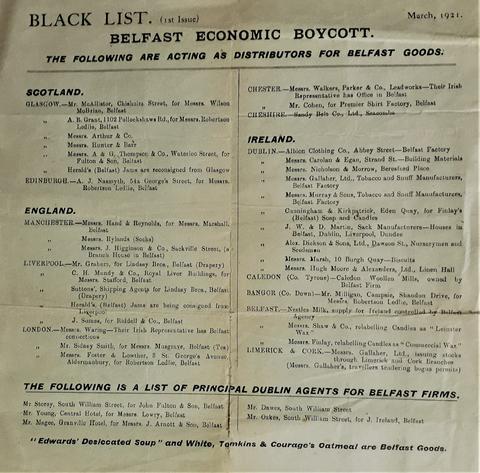 BLACK LIST. (1st Issue)
March, 1921.
BELFAST ECONOMIC BOYCOTT.
THE FOLLOWING ARE ACTING AS DISTRIBUTORS FOR BELFAST GOODS:
SCOTLAND.
GLASGOW.—Mr. McAllister, Chisholm Street, for Messrs. Wilson
McBrian, Belfast
„ A. B. Grant, 1102 Pollockshaws Rd., for Messrs. Robertson
Lodlie, Belfast
„ Messrs. Arthur & Co.
„ Messrs. Hunter & Barr
„ Messrs. A & G. Thompson & Co., Waterloo Street, for
Fulton & Son, Belfast
„ Herald's (Belfast) Jams are reconsigned from Glasgow
EDINBURGH.—A. J. Nasmyth, 54a George's Street, for Messrs.
Robertson Lodlie, Belfast
ENGLAND.
MANCHESTER.—Messrs. Hand & Reynolds, for Messrs. Marshall,
Belfast
„ Messrs. Rylands (Socks)
„ Messrs. J. Higginson & Co., Sackville Street, (a
Branch House in Belfast)
LIVERPOOL.—Mr. Graham, for Lindsay Bros., Belfast (Drapery)
„ C. H. Mundy & Co., Royal Liver Buildings, for
Messrs. Stafford, Belfast
„ Suttons', Shipping Agents for Lindsay Bros., Belfast
(Drapery)
„ Herald's, (Belfast) Jams are being consigned from
Liverpool
„ J. Somes, for Riddell & Co., Belfast
LONDON.—Messrs. Waring—Their Irish Representative has Belfast
connections
„ Mr. Sidney Smith, for Messrs. Musgrave, Belfast (Tea)
„ Messrs. Foster & Lowther, 3 St. George's Avenue,
Aldermanbury, for Robertson Lodlie, Belfast
CHESTER.—Messrs. Walkers, Parker & Co., Leadworks—Their Irish
Representative has Office in Belfast
„ Mr. Cohen, for Premier Shirt Factory, Belfast
CHESHIRE.—Sandy Belt Co., Ltd., Seacombe
IRELAND.
DUBLIN.—Albion Clothing Co., Abbey Street—Belfast Factory
„ Messrs. Carolan & Egan, Strand St.—Building Materials
„ Messrs. Nicholson & Morrow, Beresford Place
„ Messrs. Gallaher, Ltd., Tobacco and Snuff Manufacturers,
Belfast Factory
„ Messrs. Murray & Sons, Tobacco and Snuff Manufacturers,
Belfast Factory
„ Cunningham & Kirkpatrick, Eden Quay, for Finlay's
(Belfast) Soap and Candles
„ J. W. & D. Martin, Sack Manufacturers—Houses in
Belfast, Dublin, Liverpool, Dundee
„ Alex. Dickson & Sons, Ltd., Dawson St., Nurserymen and
Seedsmen
„ Messrs. Marsh, 10 Burgh Quay—Biscuits
„ Messrs. Hugh Moore & Alexanders, Ltd., Linen Hall
CALEDON (Co. Tyrone)—Caledon Woollen Mills, owned by
Belfast Firm
BANGOR (Co. Down)—Mr. Milligan, Campsie, Shandon Drive, for
Messrs. Robertson Lodlie, Belfast
BELFAST.—Nestles Milk, supply for Ireland controlled by Belfast
Agency
„ Messrs. Shaw & Co., relabelling Candles as "Leinster
Wax"
„ Messrs. Finlay, relabelling Candles as "Commercial Wax"
LIMERICK & CORK.—Messrs. Gallaher, Ltd., issuing stocks
through Limerick and Cork Branches
(Messrs. Gallaher's, travellers tendering bogus permits)
THE FOLLOWING IS A LIST OF PRINCIPAL DUBLIN AGENTS FOR BELFAST FIRMS.
Mr. Storey, South William Street, for John Fulton & Son, Belfast
Mr. Young, Central Hotel, for Messrs. Lowry, Belfast
Mr. Magee, Granville Hotel, for Messrs. J. Arnott & Son, Belfast
Mr. Dawes, South William Street
Mr. Oakes, South William Street, for J. Ireland, Belfast
"Edwards' Desiccated Soup" and White, Tomkins & Courage's Oatmeal are Belfast Goods.